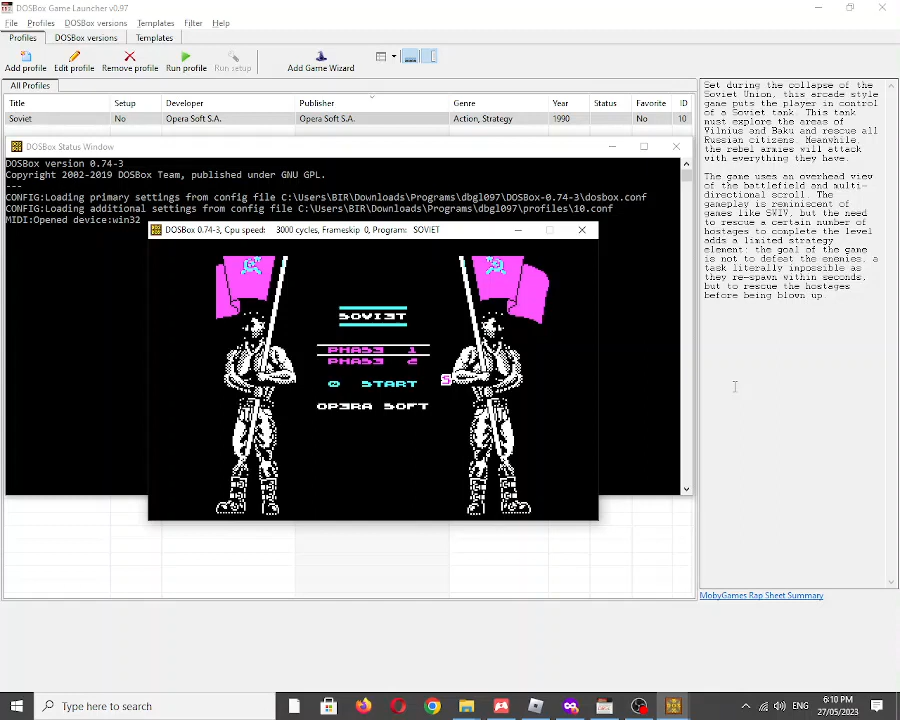 DOSBox Game Launcher v0.97
File Profiles DOSBox versions Templates Filter Help
Profiles DOSBox versions Templates
Add profile Edit profile Remove profile Run profile Run setup Add Game Wizard
All Profiles
Title Setup Developer Publisher Genre Year Status Favorite ID
Soviet No Opera Soft S.A. Opera Soft S.A. Action, Strategy 1990 No 10
DOSBox Status Window
DOSBox version 0.74-3
Copyright 2002-2019 DOSBox Team, published under GNU GPL.
---
CONFIG:Loading primary settings from config file C:\Users\BIR\Downloads\Programs\dbgl097\DOSBox-0.74-3\dosbox.conf
CONFIG:Loading additional settings from config file C:\Users\BIR\Downloads\Programs\dbgl097\profiles\10.conf
MIDI:Opened device:win32
DOSBox 0.74-3, Cpu speed: 3000 cycles, Frameskip 0, Program: SOVIET
SOVIET
PHASE 1
PHASE 2
0 START
S
OPERA SOFT
Set during the collapse of the
Soviet Union, this arcade style
game puts the player in control
of a Soviet tank. This tank
must explore the areas of
Vilnius and Baku and rescue all
Russian citizens. Meanwhile,
the rebel armies will attack
with everything they have.
The game uses an overhead view
of the battlefield and multi-
directional scroll. The
gameplay is reminiscent of
games like SWIV, but the need
to rescue a certain number of
hostages to complete the level
adds a limited strategy
element: the goal of the game
is not to defeat the enemies, a
task literally impossible as
they re-spawn within seconds,
but to rescue the hostages
before being blown up
MobyGames Rap Sheet Summary
Type here to search
ENG
6:10 PM
27/05/2023